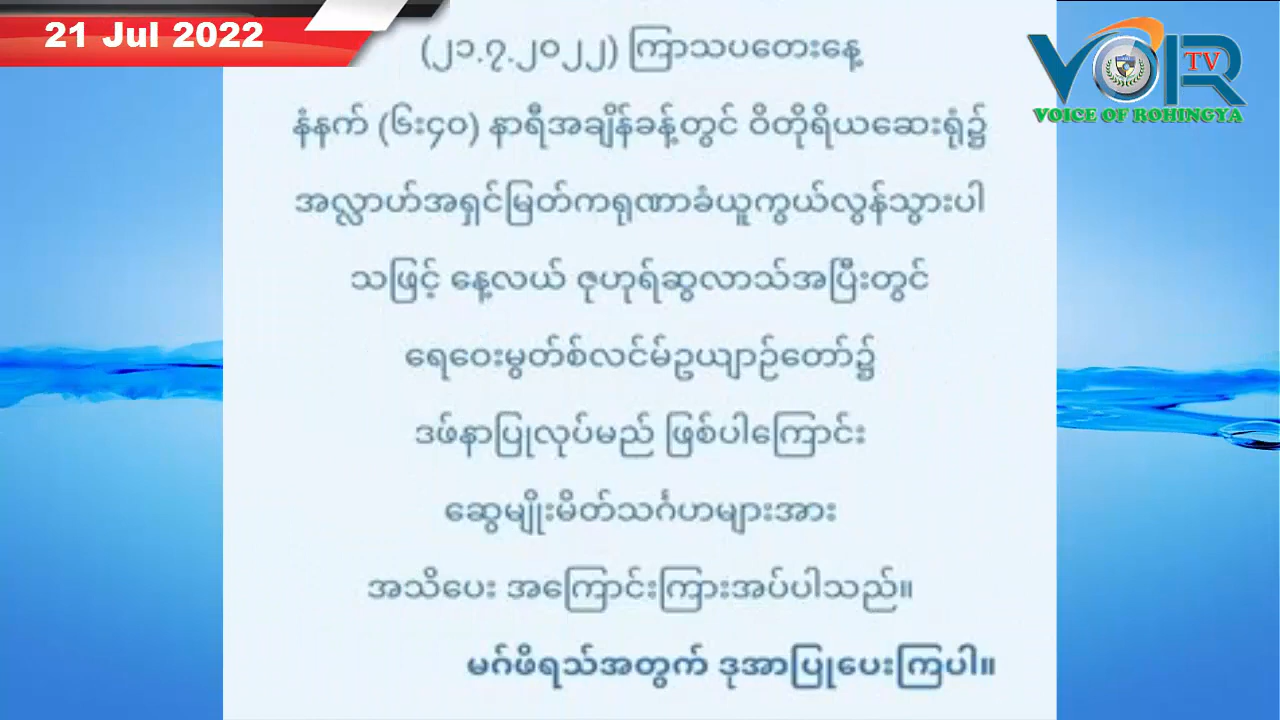 21 Jul 2022
VOR TV
VOICE OF ROHINGYA
(၂၁.၇.၂၀၂၂) ကြာသပတေးနေ့
နံနက် (၆း၄၀) နာရီအချိန်ခန့်တွင် ဝိတိုရိယဆေးရုံ၌
အလ္လာဟ်အရှင်မြတ်ကရုဏာခံယူကွယ်လွန်သွားပါ
သဖြင့် နေ့လယ် ဇုဟုရ်ဆွလာသ်အပြီးတွင်
ရေဝေးမွတ်စ်လင်မ်ဥယျာဉ်တော်၌
ဒဖ်နာပြုလုပ်မည် ဖြစ်ပါကြောင်း
ဆွေမျိုးမိတ်သင်္ဂဟများအား
အသိပေး အကြောင်းကြားအပ်ပါသည်။
မဂ်ဖိရသ်အတွက် ဒုအာပြုပေးကြပါ။